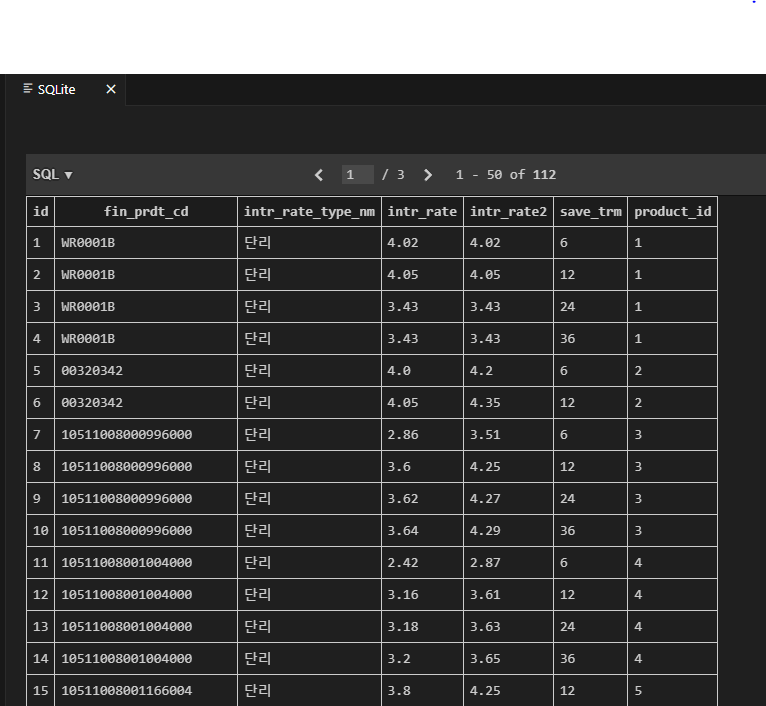 SQLite ×
SQL ▼ 1 / 3 1 - 50 of 112
id fin_prdt_cd intr_rate_type_nm intr_rate intr_rate2 save_trm product_id
1 WR0001B 단리 4.02 4.02 6 1
2 WR0001B 단리 4.05 4.05 12 1
3 WR0001B 단리 3.43 3.43 24 1
4 WR0001B 단리 3.43 3.43 36 1
5 00320342 단리 4.0 4.2 6 2
6 00320342 단리 4.05 4.35 12 2
7 10511008000996000 단리 2.86 3.51 6 3
8 10511008000996000 단리 3.6 4.25 12 3
9 10511008000996000 단리 3.62 4.27 24 3
10 10511008000996000 단리 3.64 4.29 36 3
11 10511008001004000 단리 2.42 2.87 6 4
12 10511008001004000 단리 3.16 3.61 12 4
13 10511008001004000 단리 3.18 3.63 24 4
14 10511008001004000 단리 3.2 3.65 36 4
15 10511008001166004 단리 3.8 4.25 12 5